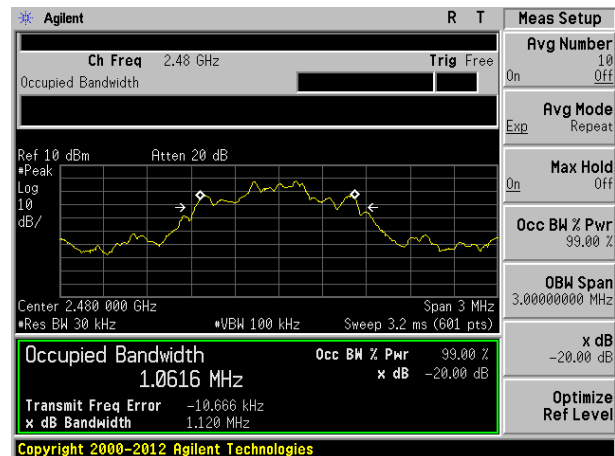 Agilent R T Meas Setup
Ch Freq 2.48 GHz Trig Free
Occupied Bandwidth
Ref 10 dBm Atten 20 dB
#Peak
Log
10
dB/
Center 2.480 000 GHz Span 3 MHz
#Res BW 30 kHz #VBW 100 kHz Sweep 3.2 ms (601 pts)
Occupied Bandwidth Occ BW % Pwr 99.00 %
1.0616 MHz x dB -20.00 dB
Transmit Freq Error -10.666 kHz
x dB Bandwidth 1.120 MHz
Avg Number
10
On Off
Avg Mode
Exp Repeat
Max Hold
On Off
Occ BW % Pwr
99.00 %
OBW Span
3.00000000 MHz
x dB
-20.00 dB
Optimize
Ref Level
Copyright 2000-2012 Agilent Technologies